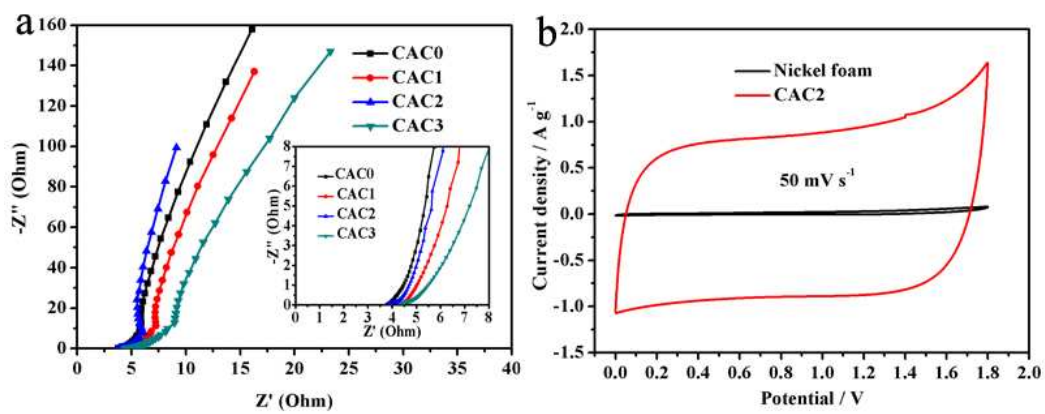 a
160
140
120
100
80
60
40
20
0
-Z" (Ohm)
0 5 10 15 20 25 30 35 40
Z' (Ohm)
CAC0
CAC1
CAC2
CAC3
8
7
6
5
4
3
2
1
0
-Z" (Ohm)
0 1 2 3 4 5 6 7 8
Z' (Ohm)
CAC0
CAC1
CAC2
CAC3
b
2.0
1.5
1.0
0.5
0.0
-0.5
-1.0
-1.5
Current density / A g-1
0.0 0.2 0.4 0.6 0.8 1.0 1.2 1.4 1.6 1.8 2.0
Potential / V
Nickel foam
CAC2
50 mV s-1